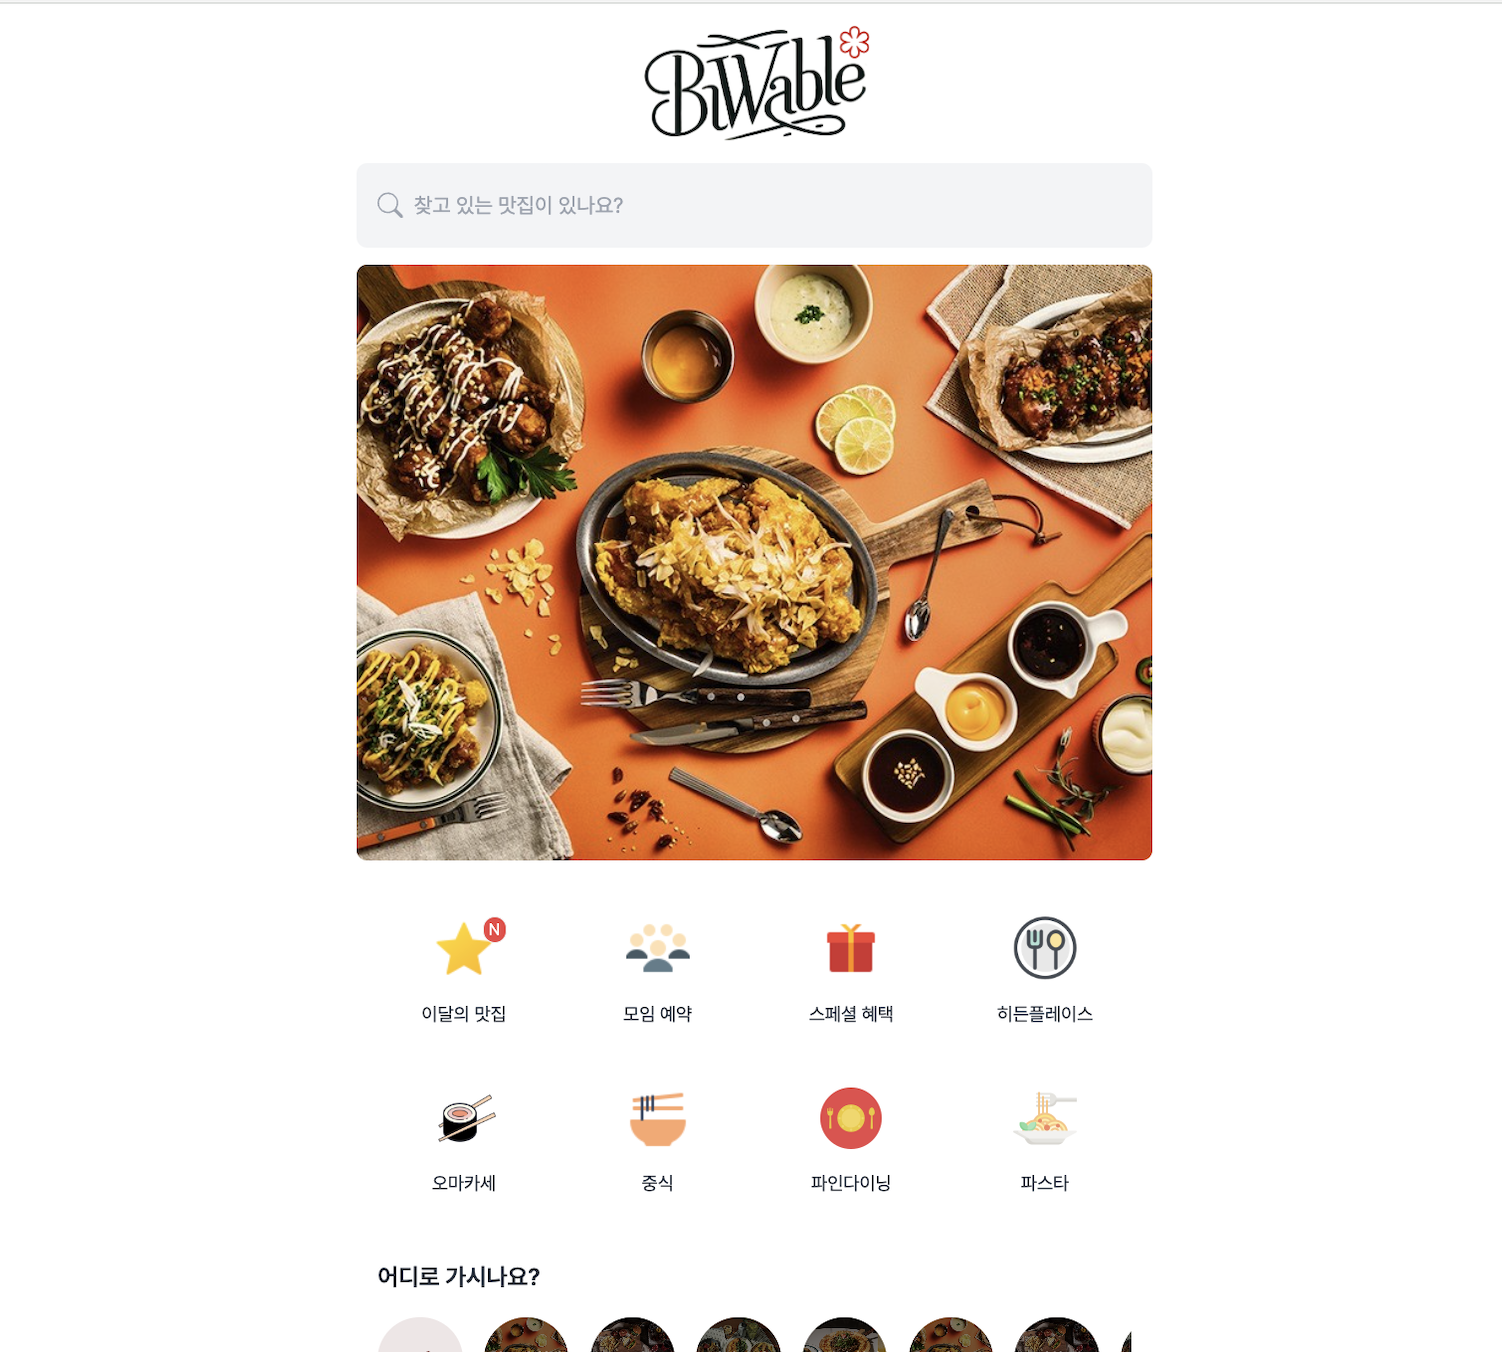 BiWable
찾고 있는 맛집이 있나요?
N
이달의 맛집
모임 예약
스페셜 혜택
히든플레이스
오마카세
중식
파인다이닝
파스타
어디로 가시나요?